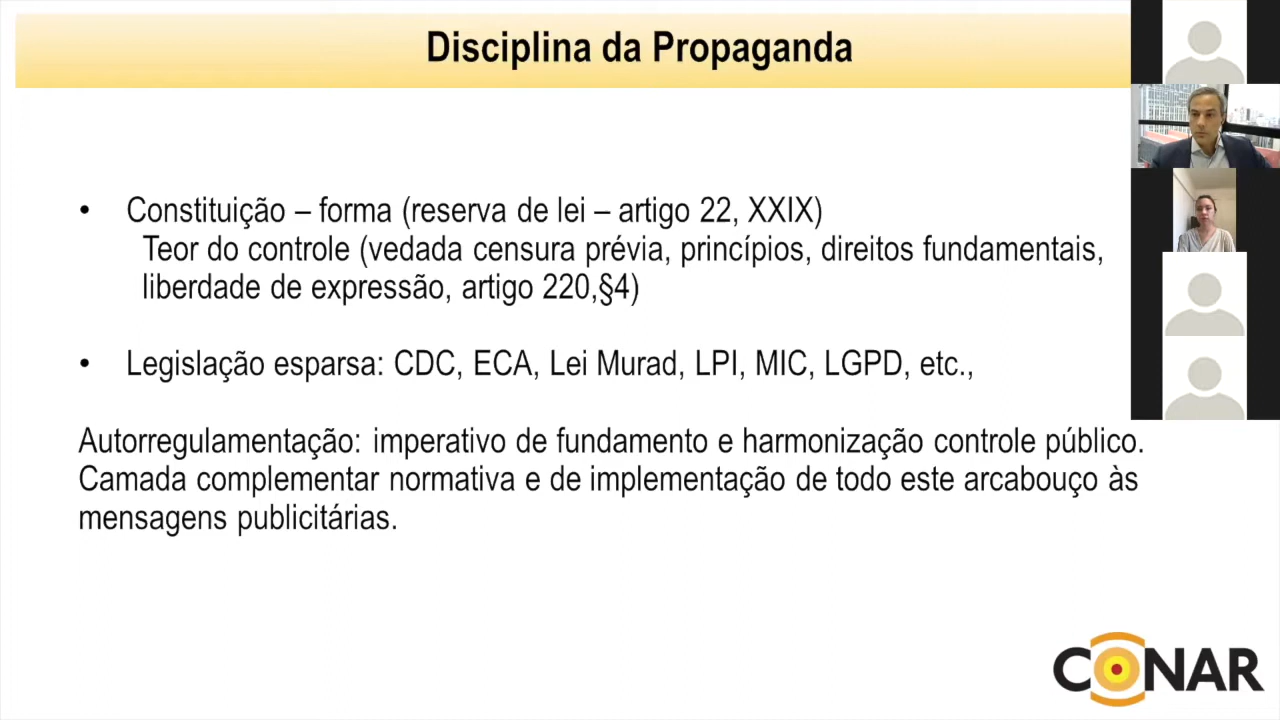 Disciplina da Propaganda
• Constituição – forma (reserva de lei – artigo 22, XXIX)
Teor do controle (vedada censura prévia, princípios, direitos fundamentais,
liberdade de expressão, artigo 220,§4)
• Legislação esparsa: CDC, ECA, Lei Murad, LPI, MIC, LGPD, etc.,
Autorregulamentação: imperativo de fundamento e harmonização controle público.
Camada complementar normativa e de implementação de todo este arcabouço às
mensagens publicitárias.
CONAR